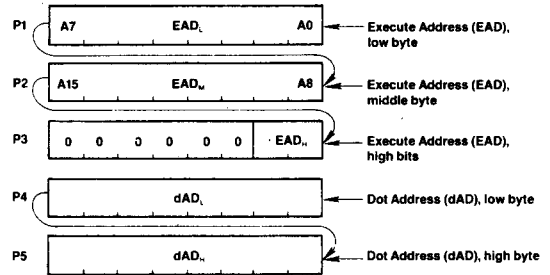 P1 A7 EADL A0 Execute Address (EAD),
low byte
P2 A15 EADM A8 Execute Address (EAD),
middle byte
P3 0 0 0 0 0 0 EADH Execute Address (EAD),
high bits
P4 dADL Dot Address (dAD), low byte
P5 dADH Dot Address (dAD), high byte